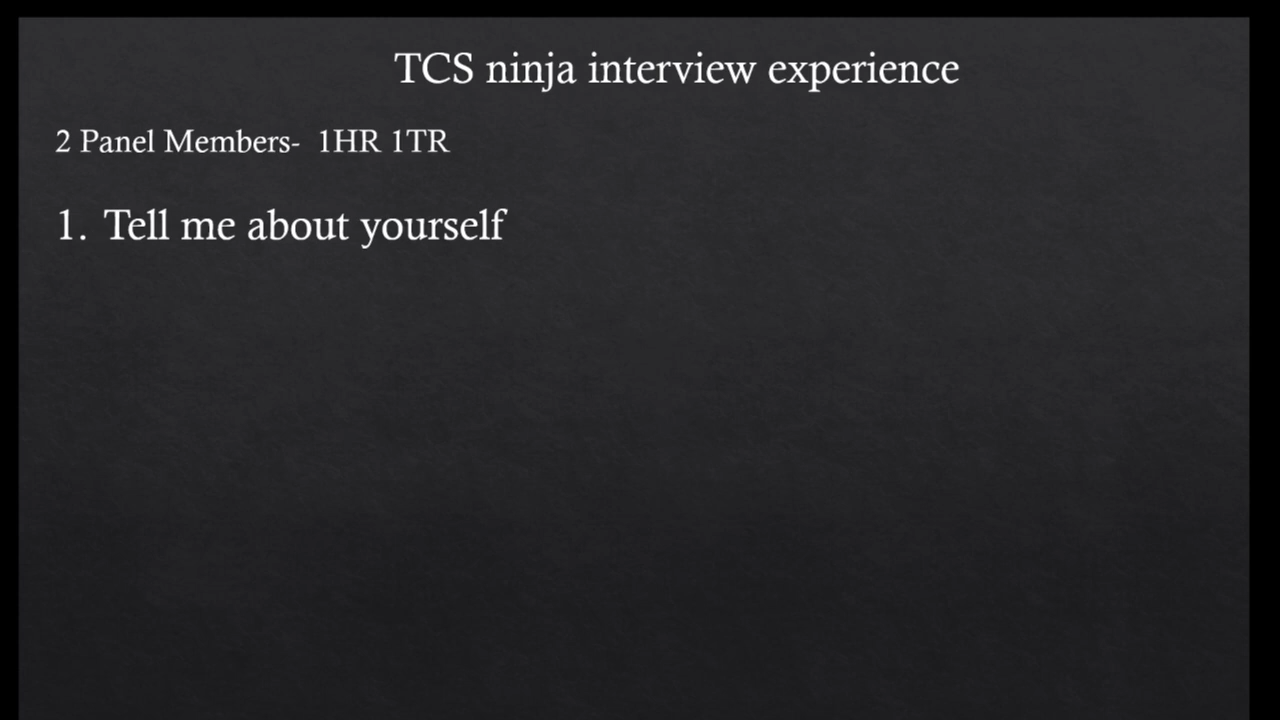 TCS ninja interview experience
2 Panel Members-  1HR 1TR
1. Tell me about yourself